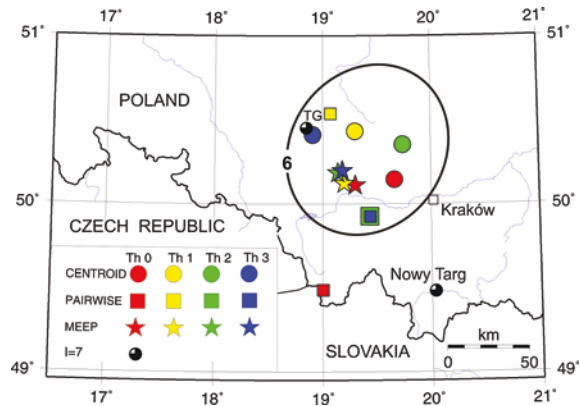 17° 18° 19° 20° 21°
51° 51°
POLAND
TG
6
50° 50°
Kraków
CZECH REPUBLIC
Th 0 Th 1 Th 2 Th 3
CENTROID
Nowy Targ
PAIRWISE
MEEP
km
I=7
SLOVAKIA
0 50
49° 49°
17° 18° 19° 20° 21°